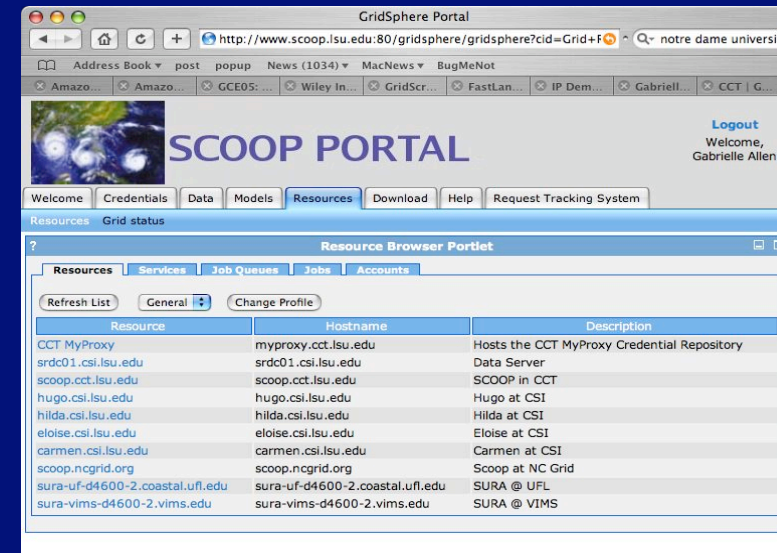 GridSphere Portal
http://www.scoop.lsu.edu:80/gridsphere/gridsphere?cid=Grid+ notre dame universi
Address Book post popup News (1034) MacNews BugMeNot
Amazo... Amazo... GCE05: ... Wiley In... GridScr... FastLan... IP Dem... Gabriell... CCT | G...
SCOOP PORTAL
Logout
Welcome,
Gabrielle Allen
Welcome Credentials Data Models Resources Download Help Request Tracking System
Resources Grid status
? Resource Browser Portlet
Resources Services Job Queues Jobs Accounts
Refresh List General Change Profile
Resource Hostname Description
CCT MyProxy myproxy.cct.lsu.edu Hosts the CCT MyProxy Credential Repository
srdc01.csi.lsu.edu srdc01.csi.lsu.edu Data Server
scoop.cct.lsu.edu scoop.cct.lsu.edu SCOOP in CCT
hugo.csi.lsu.edu hugo.csi.lsu.edu Hugo at CSI
hilda.csi.lsu.edu hilda.csi.lsu.edu Hilda at CSI
eloise.csi.lsu.edu eloise.csi.lsu.edu Eloise at CSI
carmen.csi.lsu.edu carmen.csi.lsu.edu Carmen at CSI
scoop.ncgrid.org scoop.ncgrid.org Scoop at NC Grid
sura-uf-d4600-2.coastal.ufl.edu sura-uf-d4600-2.coastal.ufl.edu SURA @ UFL
sura-vims-d4600-2.vims.edu sura-vims-d4600-2.vims.edu SURA @ VIMS